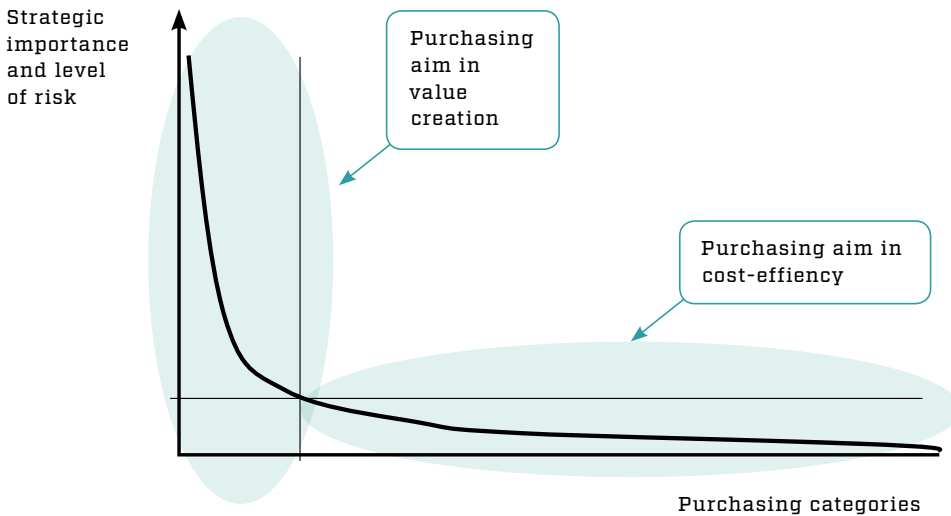 Strategic
importance
and level
of risk
Purchasing
aim in
value
creation
Purchasing aim in
cost-effiency
Purchasing categories